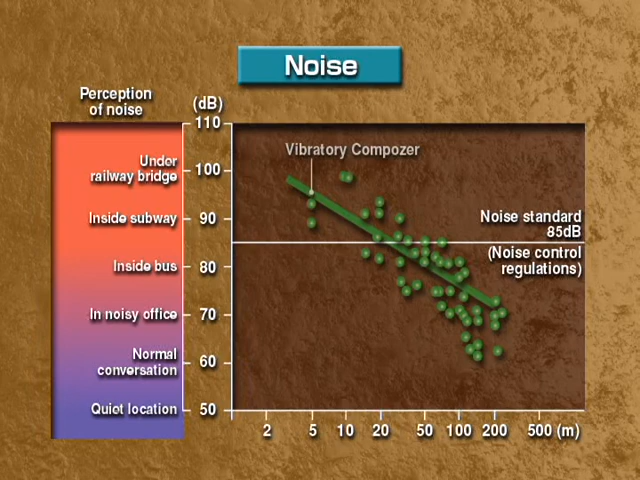 Noise
Perception
of noise
(dB)
110
Under
railway bridge
100
Inside subway
90
Inside bus
80
In noisy office
70
Normal
conversation
60
Quiot location
50
Vibratory Compozer
Noise standard
85dB
(Noise control
regulations)
2 5 10 20 50 100 200 500 (m)